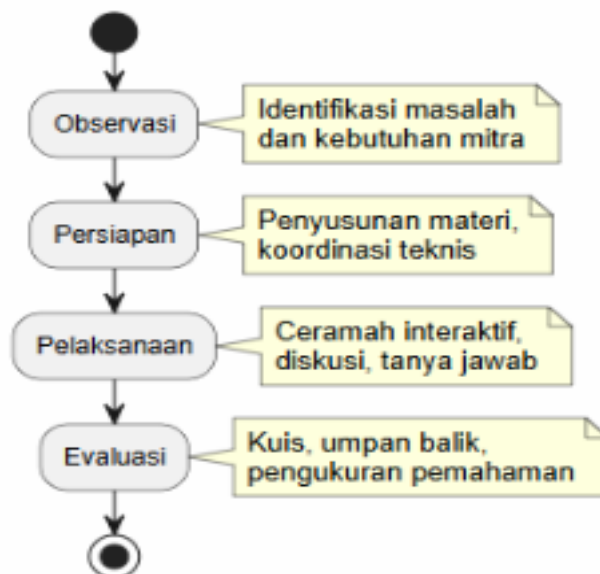 Observasi
Identifikasi masalah
dan kebutuhan mitra
Persiapan
Penyusunan materi,
koordinasi teknis
Pelaksanaan
Ceramah interaktif,
diskusi, tanya jawab
Evaluasi
Kuis, umpan balik,
pengukuran pemahaman